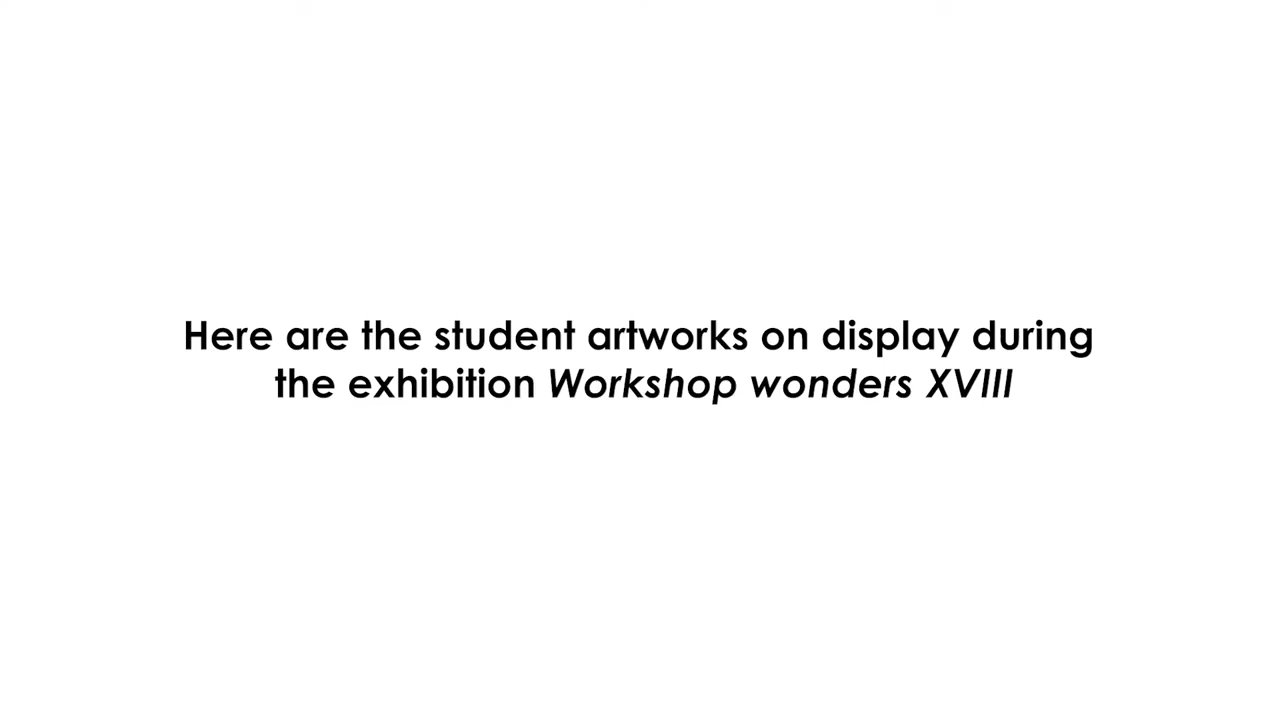 Here are the student artworks on display during
the exhibition Workshop wonders XVIII